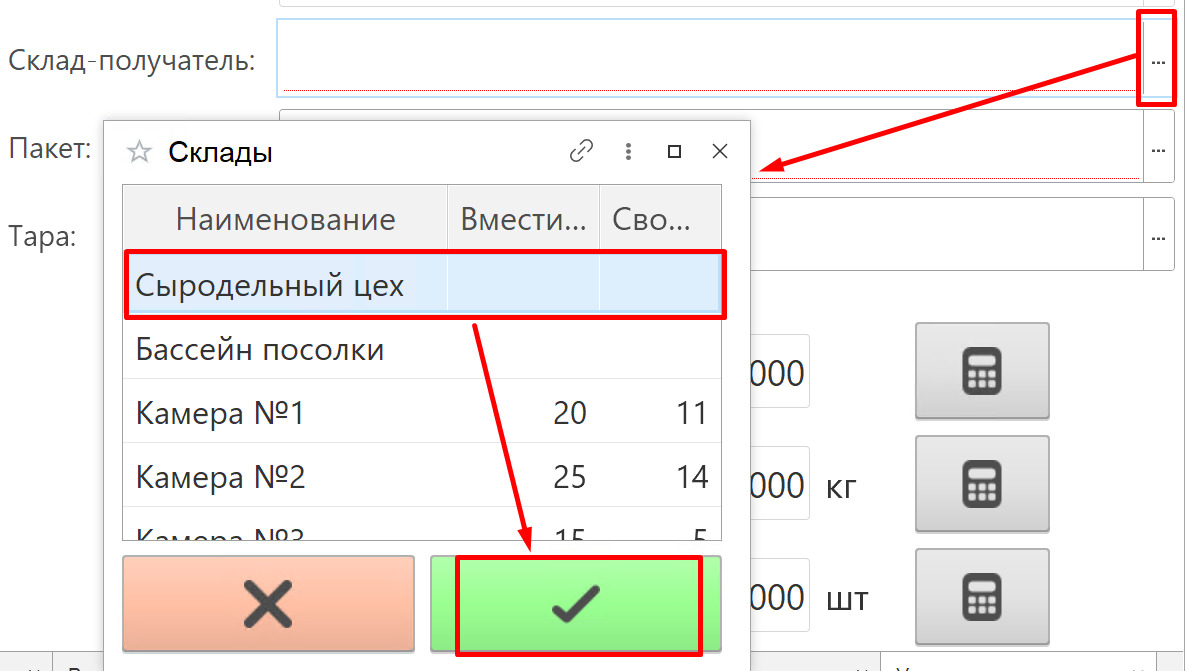 Склад-получатель:
...
Пакет:
...
Склады
Наименование Вмести... Сво...
Тара:
...
Сыродельный цех
Бассейн посолки
000
Камера №1 20 11
Камера №2 25 14
000 кг
Камера №3 15 5
000 шт